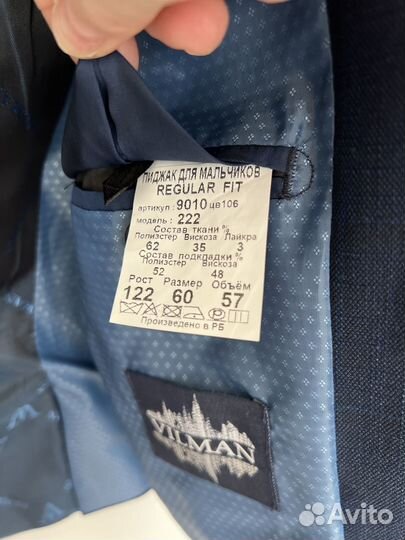 ПИДЖАК ДЛЯ МАЛЬЧИКОВ
REGULAR FIT
артикул : 9010 цв106
модель : 222
Состав ткани %
Полиэстер Вискоза Лайкра
62 35 3
Состав подкладки %
Полиэстер Вискоза
52 48
Рост Размер Объём
122 60 57
Произведено в РБ
VILMAN
Avito